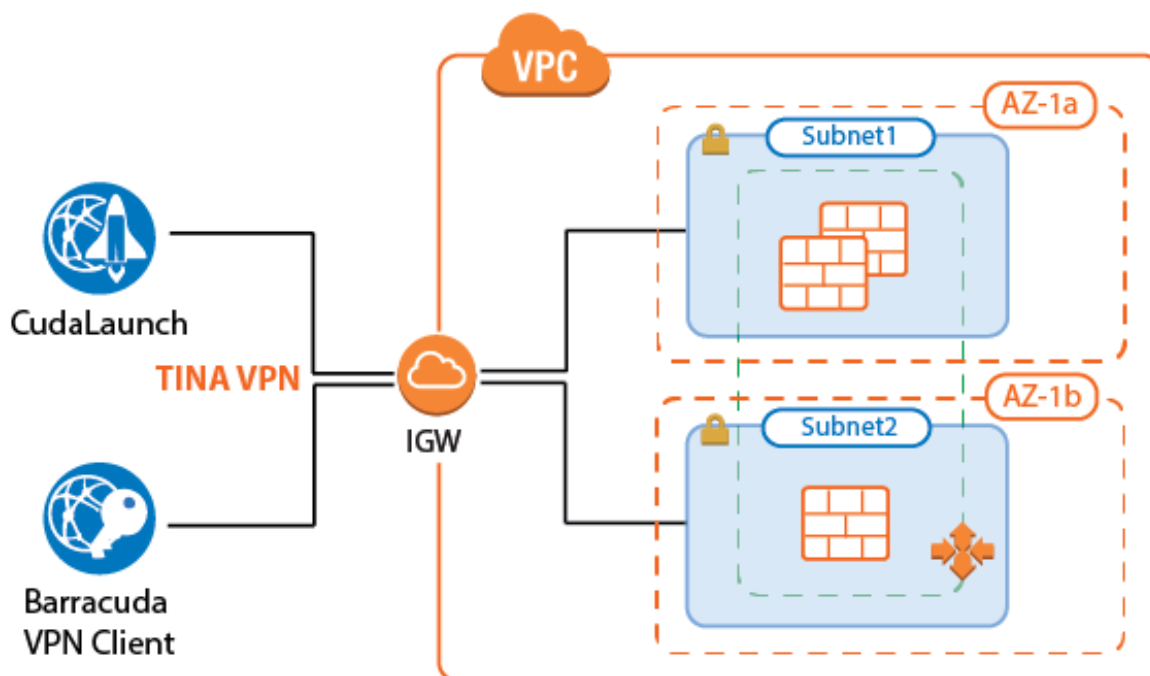 VPC
AZ-1a
Subnet1
CudaLaunch
TINA VPN
IGW
AZ-1b
Subnet2
Barracuda
VPN Client